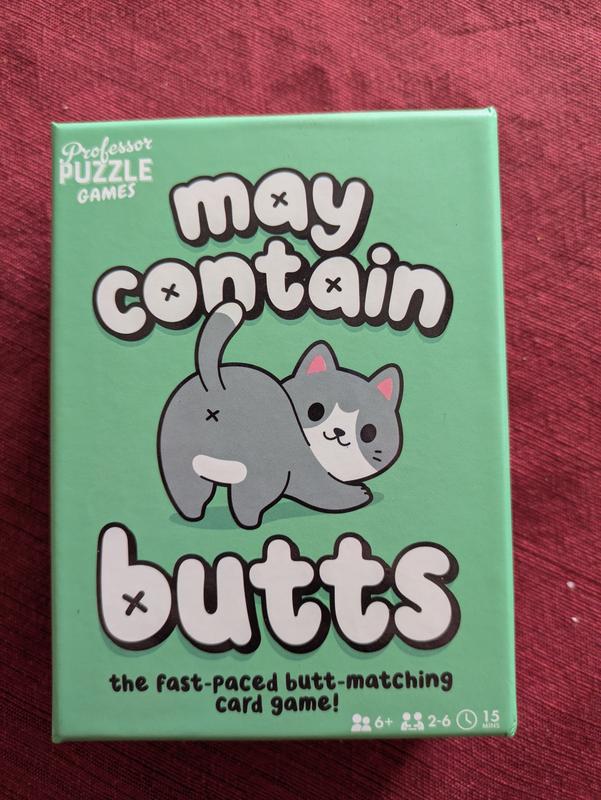 Professor
PUZZLE
GAMES
may
contain
butts
the fast-paced butt-matching
card game!
6+ 2-6 15
MINS